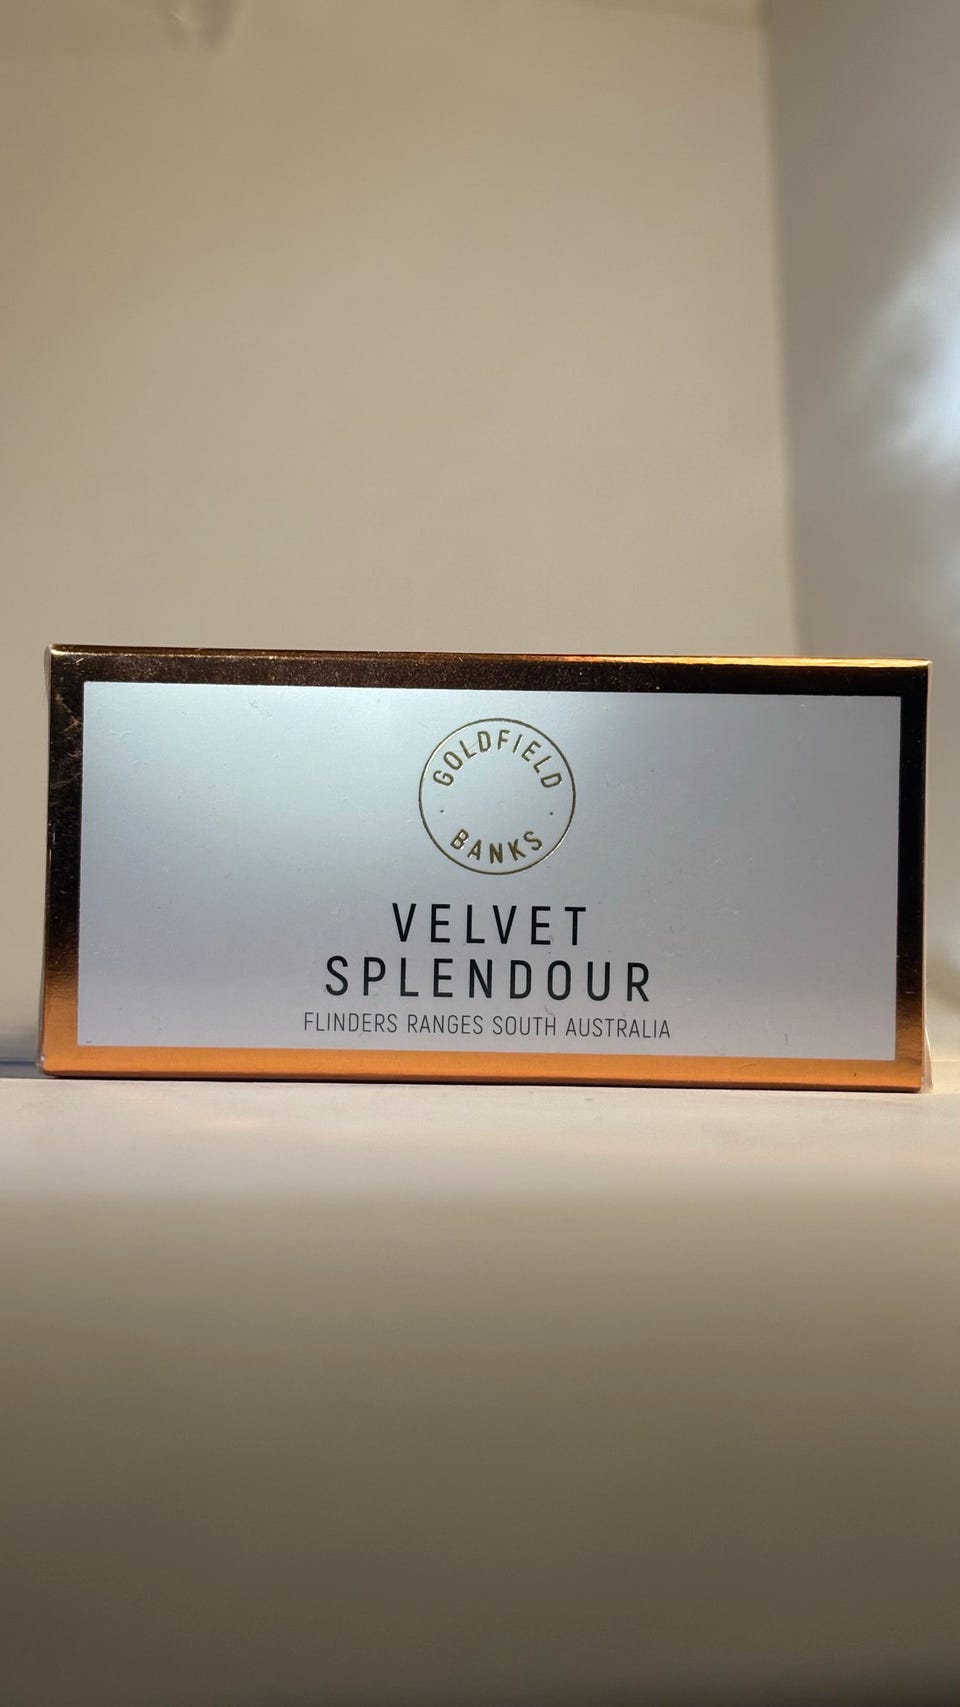 GOLDFIELD
BANKS
VELVET
SPLENDOUR
FLINDERS RANGES SOUTH AUSTRALIA